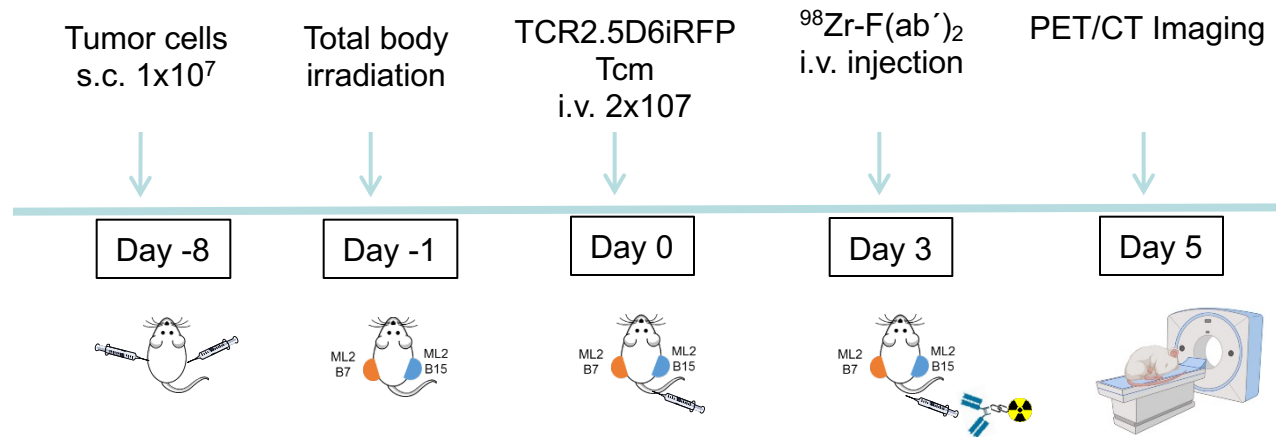 Tumor cells
s.c. 1x10⁷
Total body
irradiation
TCR2.5D6iRFP
Tcm
i.v. 2x107
⁹⁸Zr-F(ab´)₂
i.v. injection
PET/CT Imaging
Day -8
Day -1
Day 0
Day 3
Day 5
ML2
B7
ML2
B15
ML2
B7
ML2
B15
ML2
B7
ML2
B15